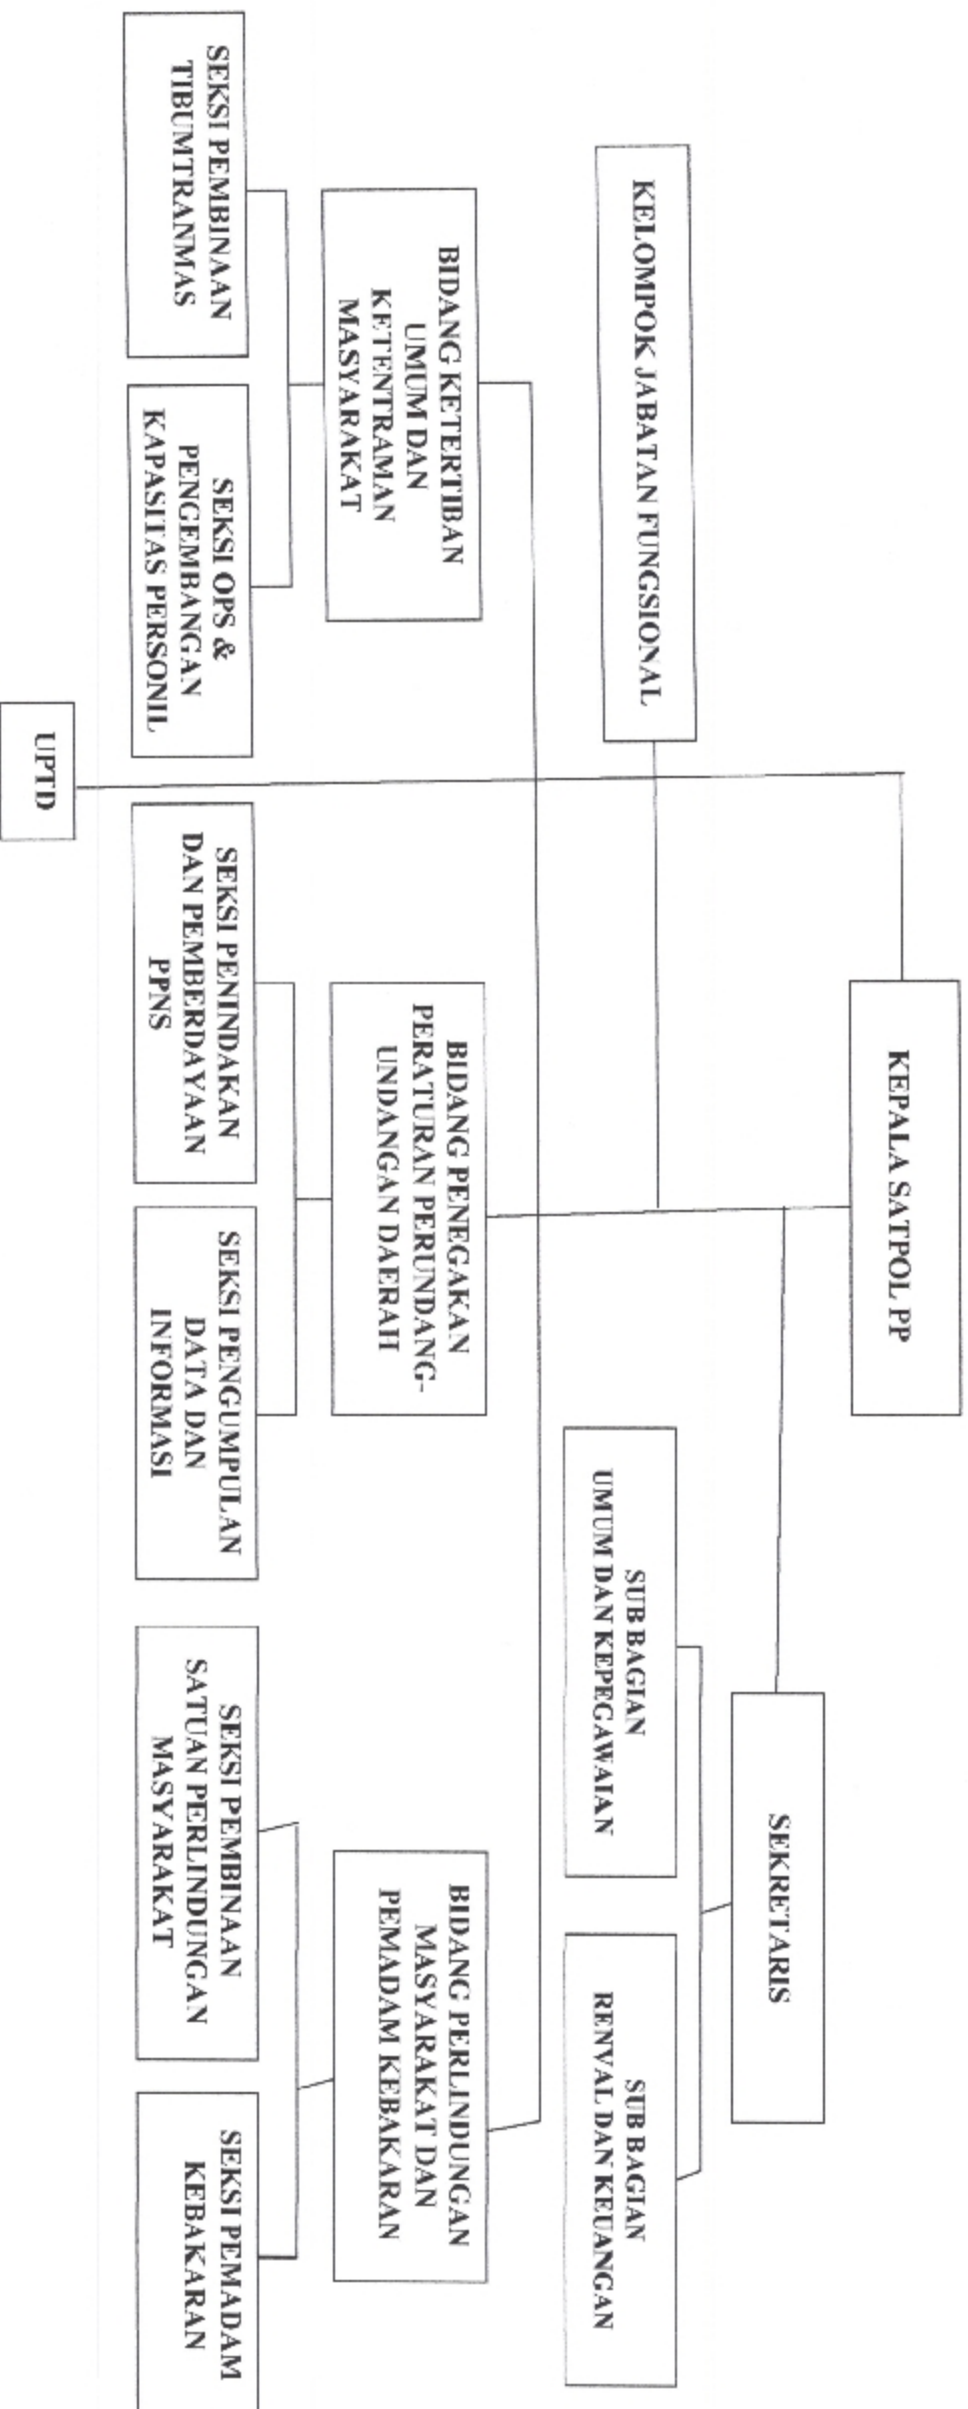 KEPALA SATPOL PP
SEKRETARIS
KELOMPOK JABATAN FUNGSIONAL
SUB BAGIAN
UMUM DAN KEPEGAWAIAN
SUB BAGIAN
RENVAL DAN KEUANGAN
BIDANG KETERTIBAN
UMUM DAN
KETENTRAMAN
MASYARAKAT
BIDANG PENEGAKAN
PERATURAN PERUNDANG-
UNDANGAN DAERAH
BIDANG PERLINDUNGAN
MASYARAKAT DAN
PEMADAM KEBAKARAN
SEKSI PEMBINAAN
TIBUMTRANMAS
SEKSI OPS &
PENGEMBANGAN
KAPASITAS PERSONIL
SEKSI PENINDAKAN
DAN PEMBERDAYAAN
PPNS
SEKSI PENGUMPULAN
DATA DAN
INFORMASI
SEKSI PEMBINAAN
SATUAN PERLINDUNGAN
MASYARAKAT
SEKSI PEMADAM
KEBAKARAN
UPTD